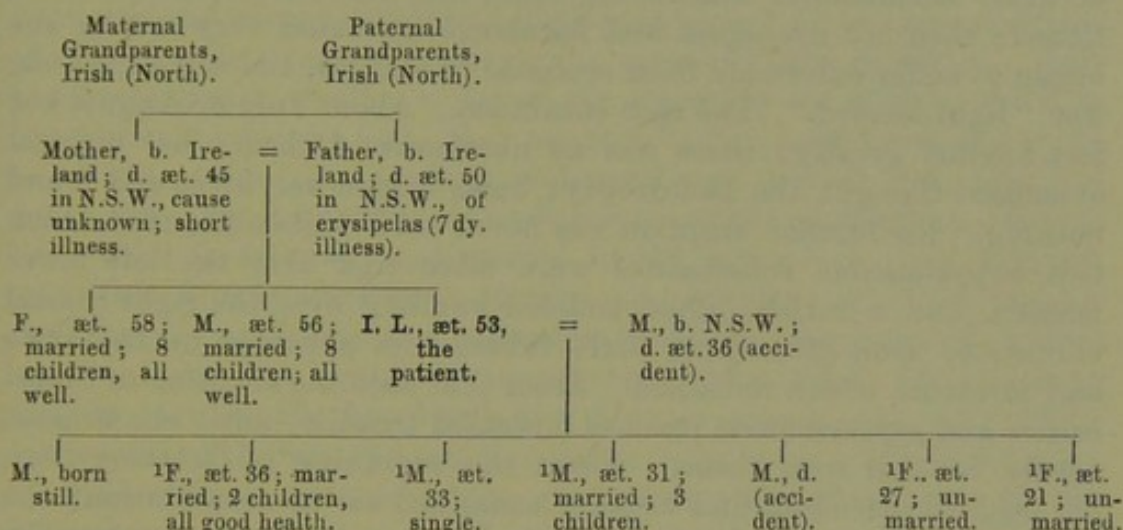 Maternal
Grandparents,
Irish (North).
Paternal
Grandparents,
Irish (North).
Mother, b. Ire-
land; d. æt. 45
in N.S.W., cause
unknown; short
illness.
=
Father, b. Ire-
land; d. æt. 50
in N.S.W., of
erysipelas (7 dy.
illness).
F., æt. 58;
married; 8
children, all
well.
M., æt. 56;
married; 8
children; all
well.
I. L., æt. 53,
the
patient.
=
M., b. N.S.W.;
d. æt. 36 (acci-
dent).
M., born
still.
¹F., æt. 36; mar-
ried; 2 children,
all good health.
¹M., æt.
33;
single.
¹M., æt. 31;
married; 3
children.
M., d.
(acci-
dent).
¹F.. æt.
27; un-
married.
¹F., æt.
21; un-
married.